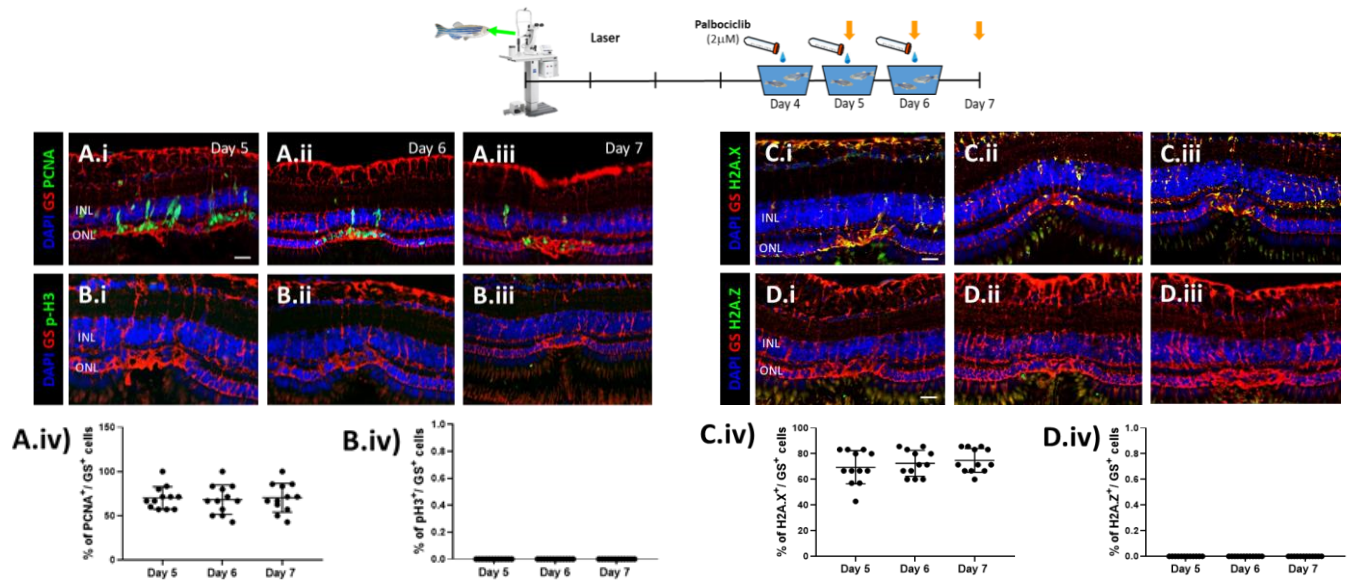 Laser
Palbociclib
(2μM)
Day 4
Day 5
Day 6
Day 7
DAPI GS PCNA
A.i
Day 5
INL
ONL
A.ii
Day 6
A.iii
Day 7
DAPI GS p-H3
B.i
INL
ONL
B.ii
B.iii
DAPI GS H2A.X
C.i
INL
ONL
C.ii
C.iii
DAPI GS H2A.Z
D.i
INL
ONL
D.ii
D.iii
A.iv)
% of PCNA⁺/ GS⁺ cells
150
100
50
0
Day 5
Day 6
Day 7
B.iv)
% of pH3⁺/ GS⁺ cells
1.0
0.8
0.6
0.4
0.2
0.0
Day 5
Day 6
Day 7
C.iv)
% of H2A.X⁺/ GS⁺ cells
100
80
60
40
20
0
Day 5
Day 6
Day 7
D.iv)
% of H2A.Z⁺/ GS⁺ cells
1.0
0.8
0.6
0.4
0.2
0.0
Day 5
Day 6
Day 7